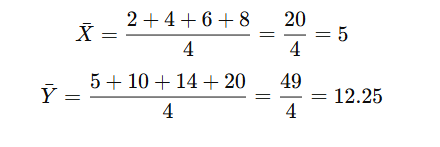 X̄ = (2 + 4 + 6 + 8)/4 = 20/4 = 5
Ȳ = (5 + 10 + 14 + 20)/4 = 49/4 = 12.25